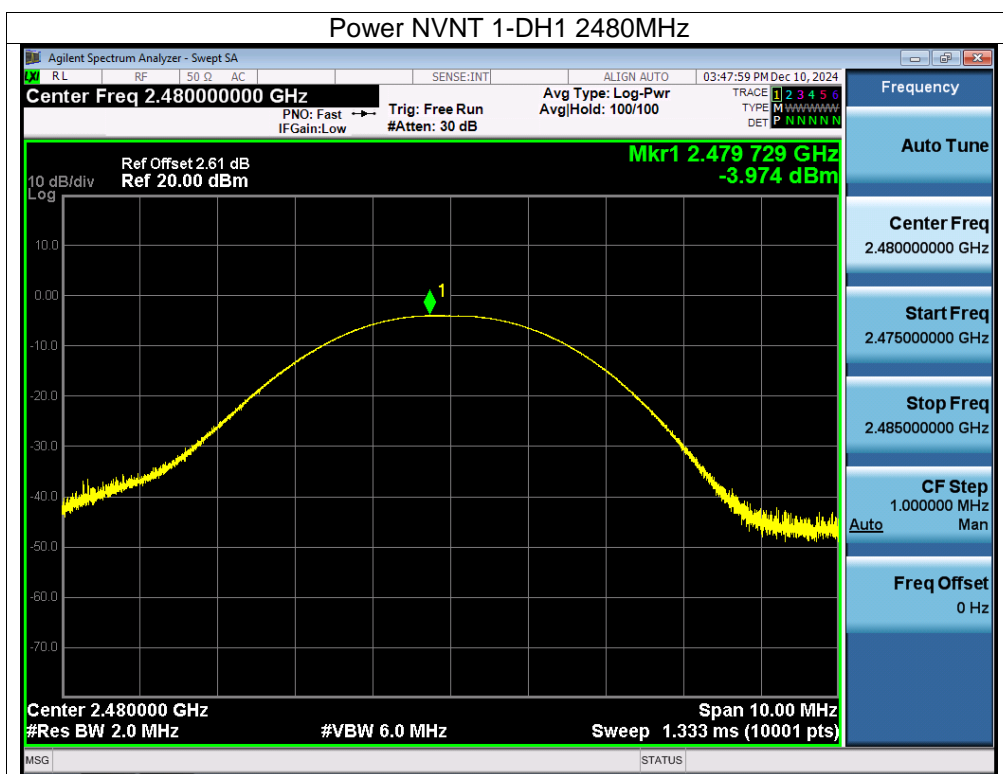 Power NVNT 1-DH1 2480MHz
Agilent Spectrum Analyzer - Swept SA
LXI RL RF 50 Ω AC SENSE:INT ALIGN AUTO 03:47:59 PM Dec 10, 2024
Center Freq 2.480000000 GHz
PNO: Fast
IFGain:Low
Trig: Free Run
#Atten: 30 dB
Avg Type: Log-Pwr
Avg|Hold: 100/100
TRACE 1 2 3 4 5 6
TYPE M WWWWW
DET P N N N N N
Ref Offset 2.61 dB
10 dB/div Ref 20.00 dBm
Log
Mkr1 2.479 729 GHz
-3.974 dBm
1
10.0
0.00
-10.0
-20.0
-30.0
-40.0
-50.0
-60.0
-70.0
Center 2.480000 GHz Span 10.00 MHz
#Res BW 2.0 MHz #VBW 6.0 MHz Sweep 1.333 ms (10001 pts)
MSG STATUS
Frequency
Auto Tune
Center Freq
2.480000000 GHz
Start Freq
2.475000000 GHz
Stop Freq
2.485000000 GHz
CF Step
1.000000 MHz
Auto Man
Freq Offset
0 Hz